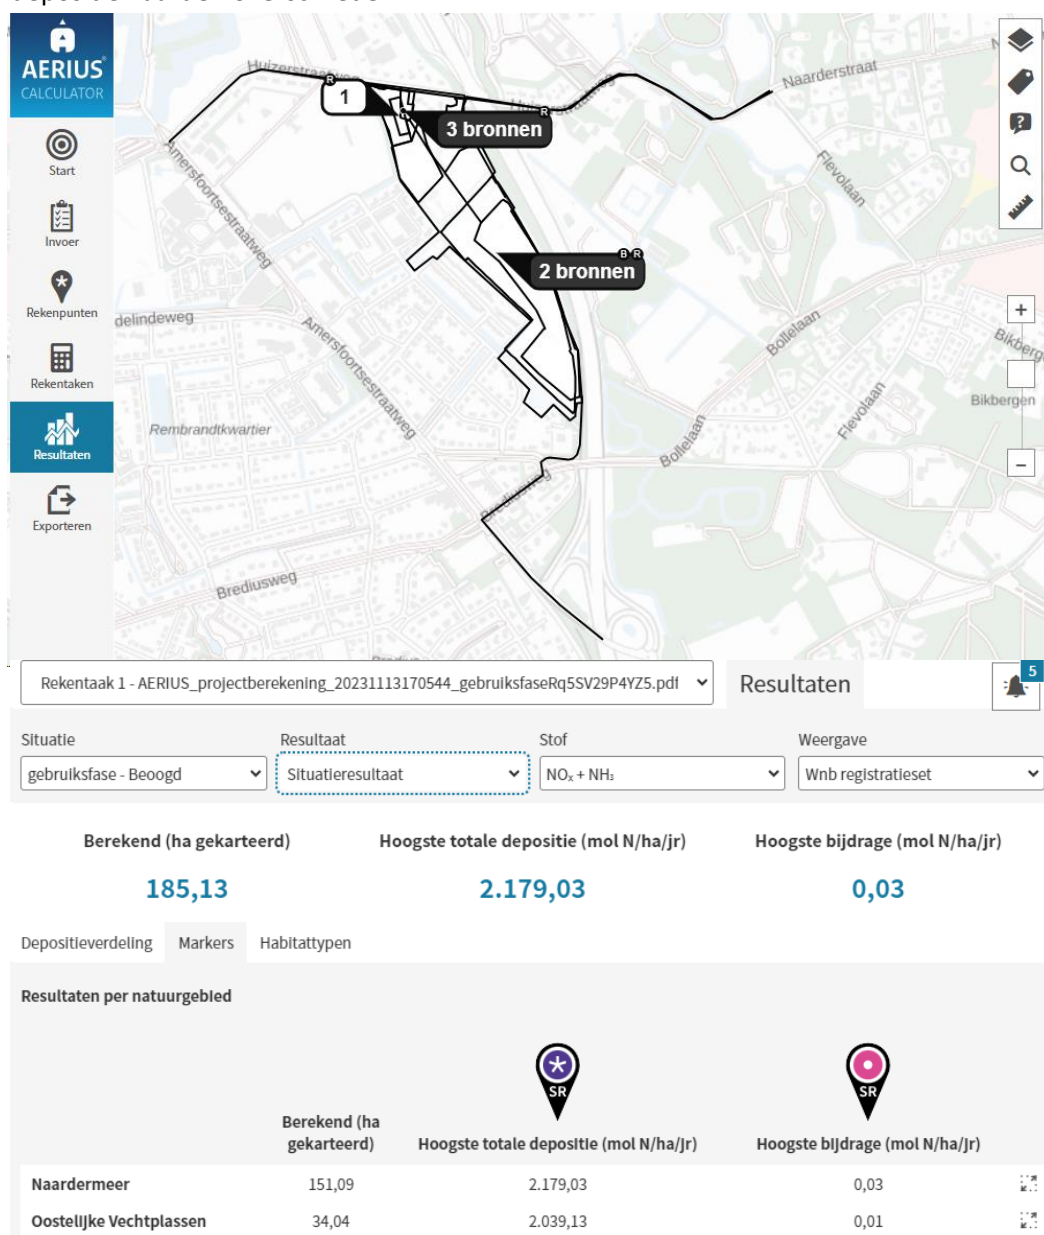 AERIUS
CALCULATOR
Start
Invoer
Rekenpunten
Rekentaken
Resultaten
Exporteren
Naarderstraat
1
3 bronnen
2 bronnen
R
R
B R
Amersfoortsestraatweg
Amersfoortsestraatweg
Flevolaan
Flevolaan
delindeweg
Rembrandtkwartier
Bollelaan
Bollelaan
Bikbergen
Brediusweg
Brediusweg
+
−
Rekentaak 1 - AERIUS_projectberekening_20231113170544_gebruiksfaseRq5SV29P4YZ5.pdf
Resultaten
5
Situatie Resultaat Stof Weergave
gebruiksfase - Beoogd Situatieresultaat NOₓ + NH₃ Wnb registratieset
Berekend (ha gekarteerd) Hoogste totale depositie (mol N/ha/jr) Hoogste bijdrage (mol N/ha/jr)
185,13 2.179,03 0,03
Depositieverdeling Markers Habitattypen
Resultaten per natuurgebied
SR SR
Berekend (ha
gekarteerd) Hoogste totale depositie (mol N/ha/jr) Hoogste bijdrage (mol N/ha/jr)
Naardermeer 151,09 2.179,03 0,03
Oostelijke Vechtplassen 34,04 2.039,13 0,01